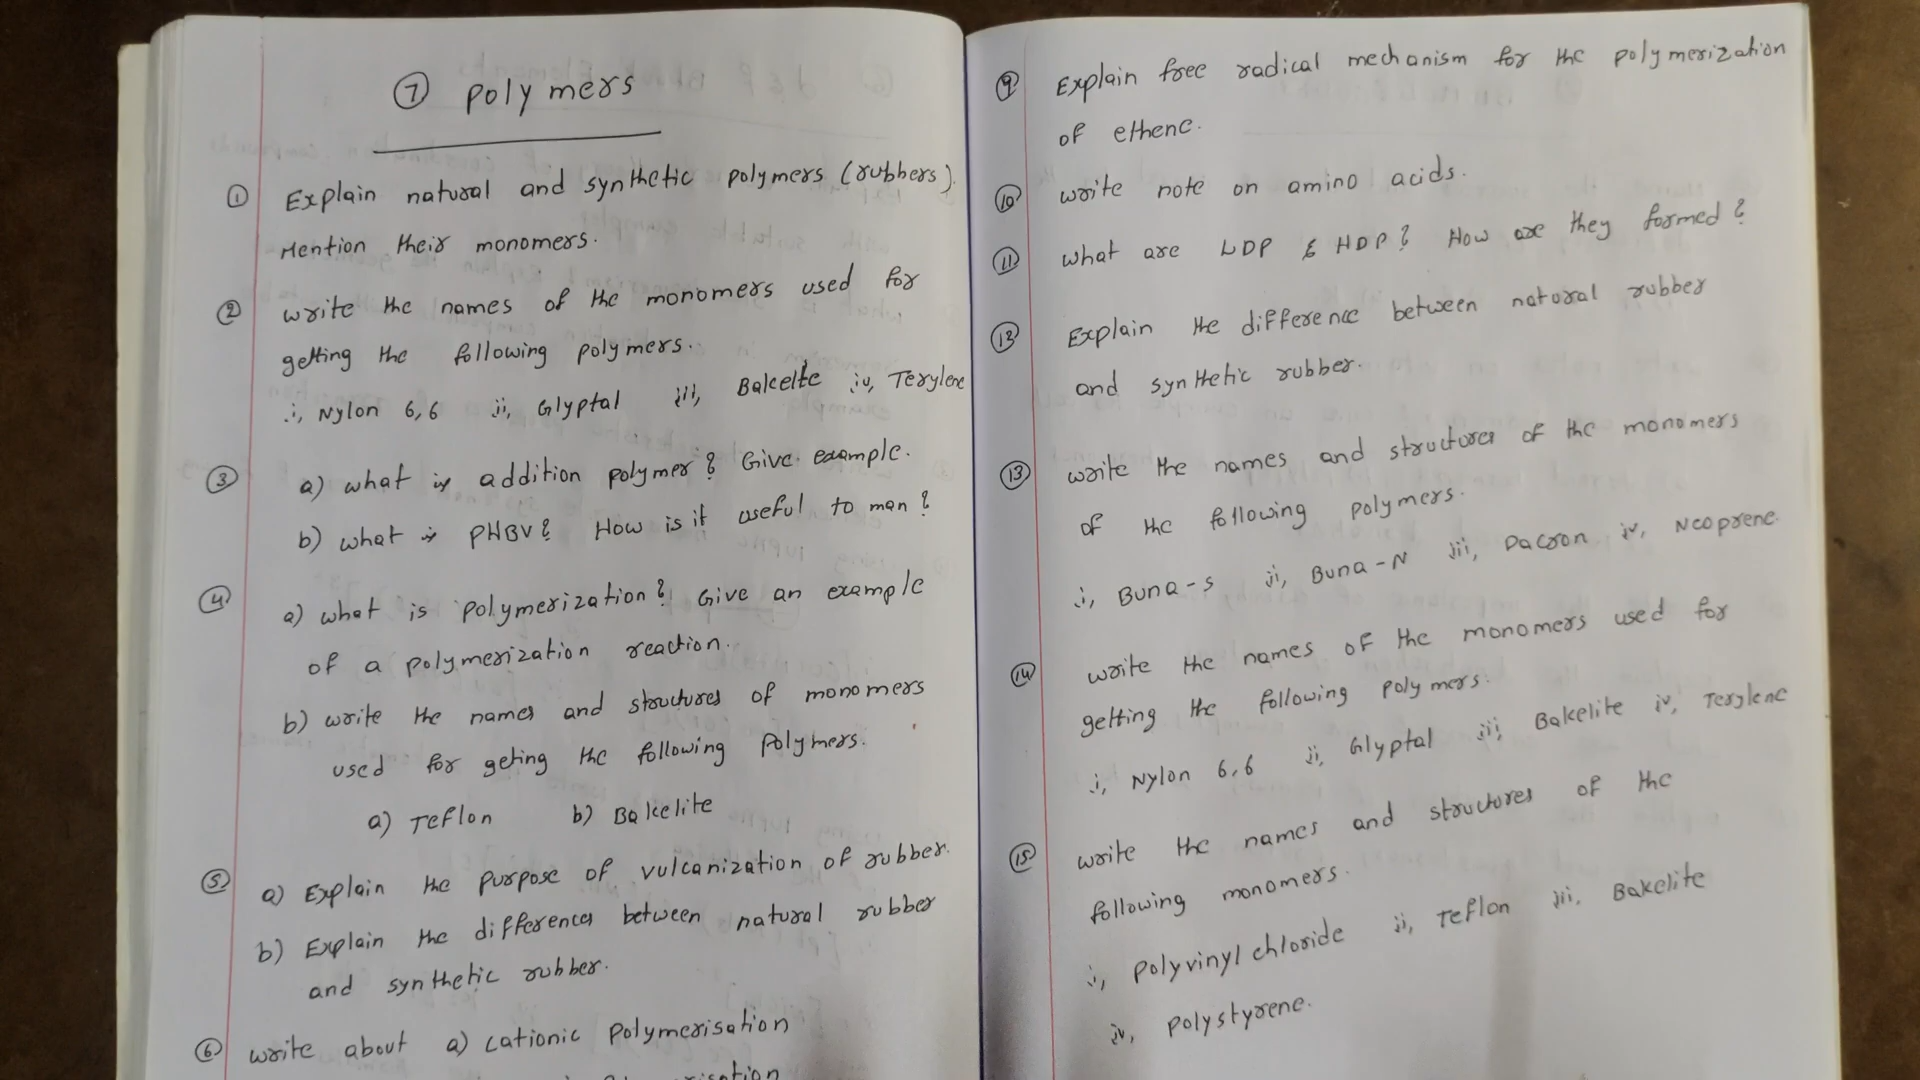 ⑦ polymers
① Explain natural and synthetic polymers (rubbers).
Mention their monomers.
② write the names of the monomers used for
getting the following polymers.
i, Nylon 6,6 ii, Glyptal iii, Bakelte iv, Terylene
③ a) what is addition polymer? Give. example.
b) what is PHBV? How is it useful to man?
④ a) what is polymerization? Give an example
of a polymerization reaction.
b) write the names and structures of monomers
used for geting the following Polymers.
a) Teflon b) Bakelite
⑤ a) Explain the purpose of vulcanization of rubber.
b) Explain the differences between natural rubber
and synthetic rubber.
⑥ write about a) cationic polymerisation
⑨ Explain free radical mechanism for the polymerization
of ethene.
⑩ write note on amino acids.
⑪ what are LDP & HDP? How are they formed?
⑫ Explain the difference between natural rubber
and synthetic rubber.
⑬ write the names and structures of the monomers
of the following polymers.
i, Buna-s ii, Buna-N iii, Dacron iv, Neoprene.
⑭ write the names of the monomers used for
getting the following polymers.
i, Nylon 6,6 ii, Glyptal iii, Bakelite iv, Terylene
⑮ write the names and structures of the
following monomers.
i, polyvinyl chloride ii, Teflon iii. Bakelite
iv, polystyrene.